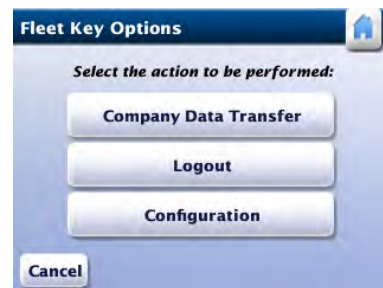 Fleet Key Options
Select the action to be performed:
Company Data Transfer
Logout
Configuration
Cancel